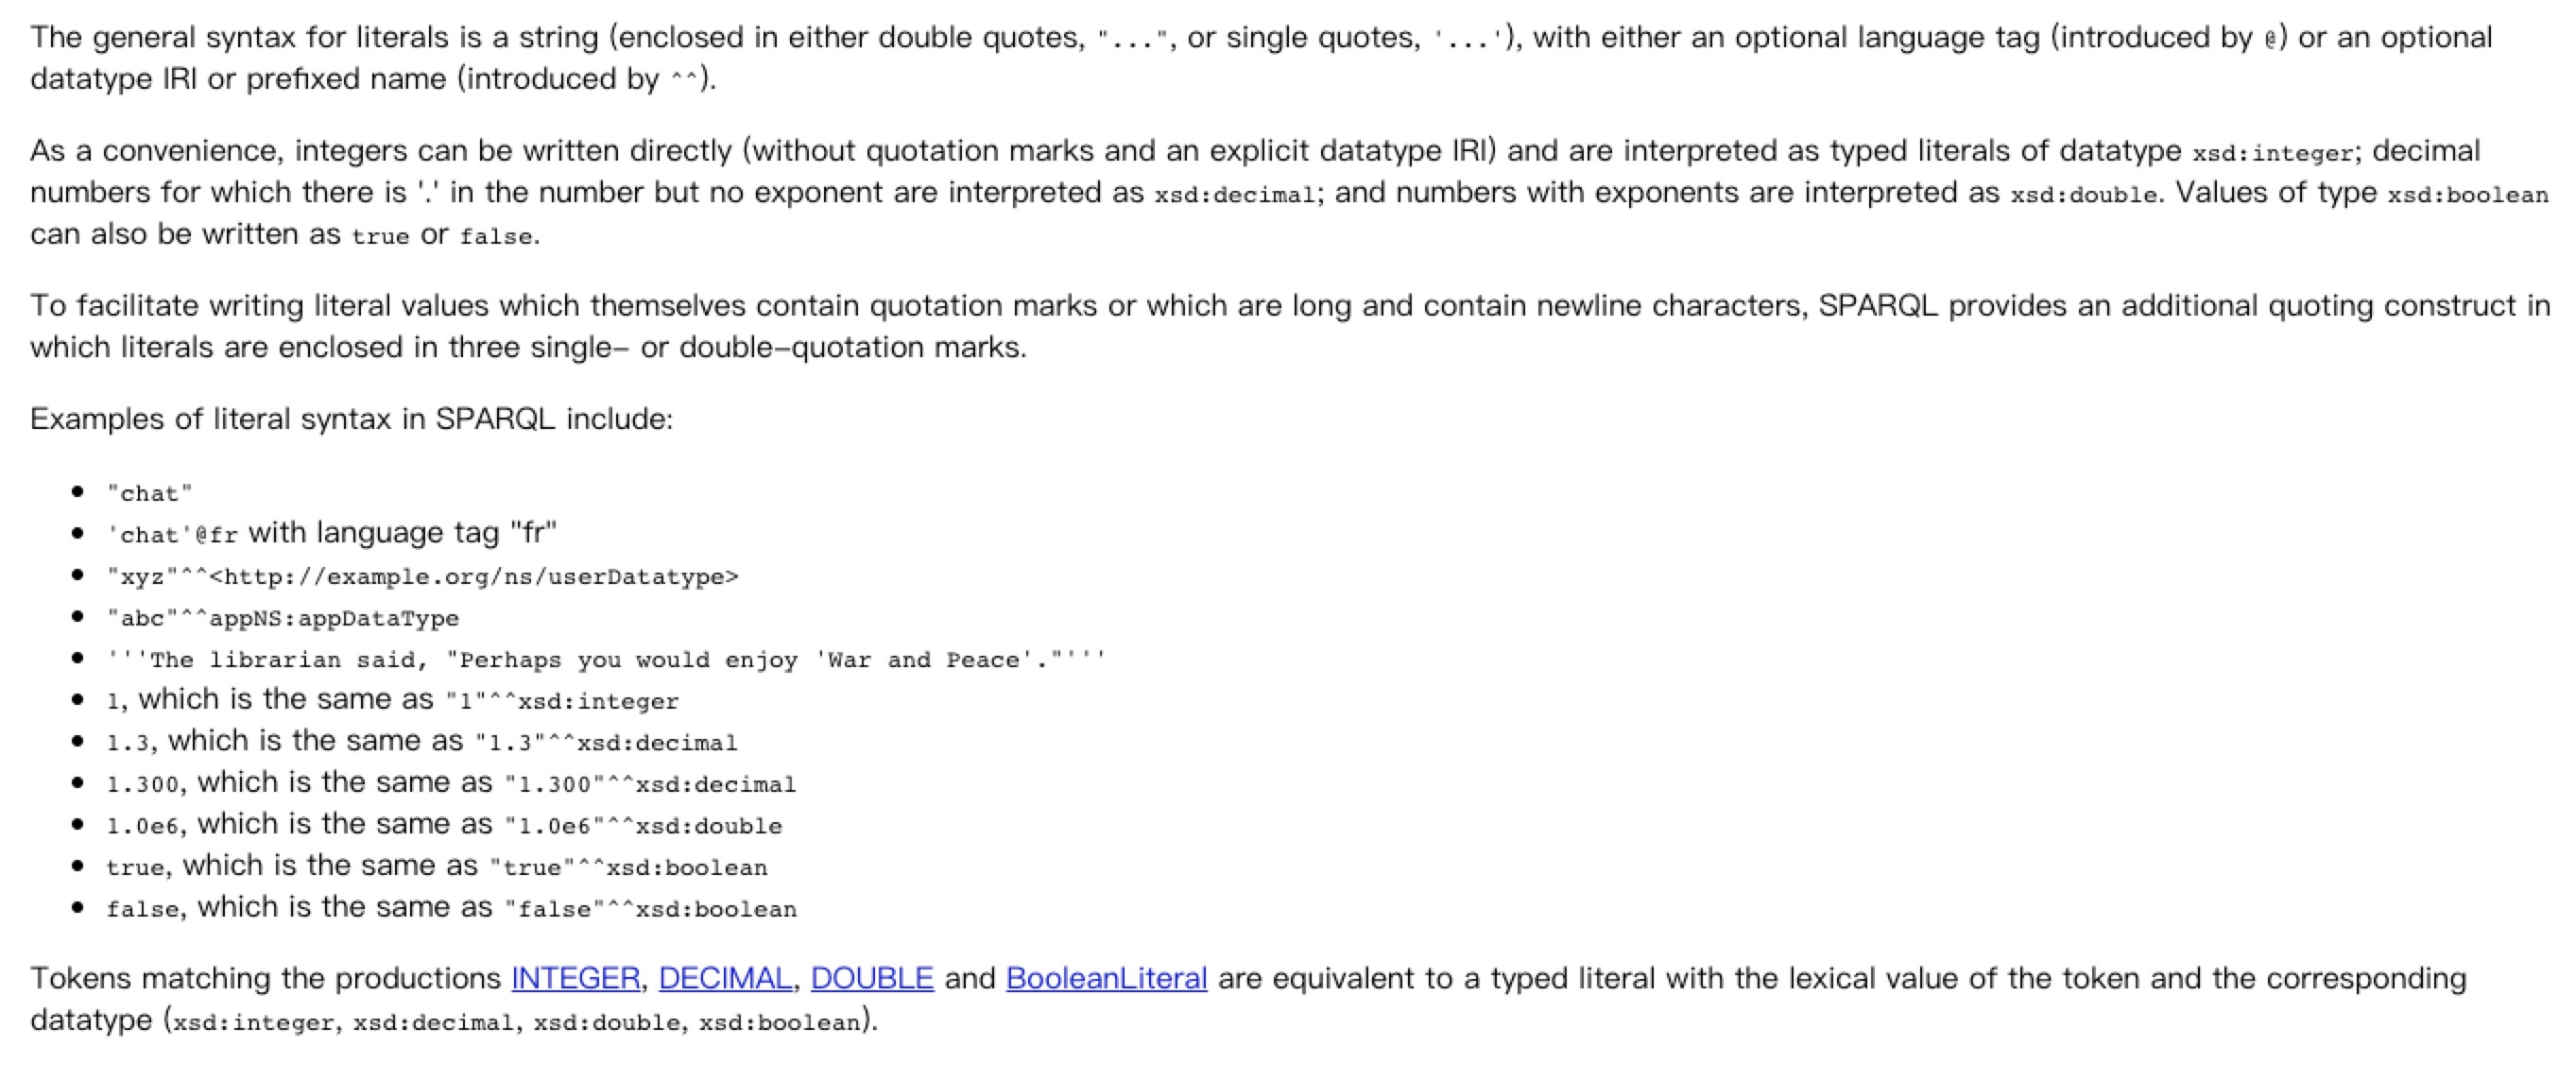 The general syntax for literals is a string (enclosed in either double quotes, "...", or single quotes, '...'), with either an optional language tag (introduced by @) or an optional
datatype IRI or prefixed name (introduced by ^^).
As a convenience, integers can be written directly (without quotation marks and an explicit datatype IRI) and are interpreted as typed literals of datatype xsd:integer; decimal
numbers for which there is '.' in the number but no exponent are interpreted as xsd:decimal; and numbers with exponents are interpreted as xsd:double. Values of type xsd:boolean
can also be written as true or false.
To facilitate writing literal values which themselves contain quotation marks or which are long and contain newline characters, SPARQL provides an additional quoting construct in
which literals are enclosed in three single– or double–quotation marks.
Examples of literal syntax in SPARQL include:
• "chat"
• 'chat'@fr with language tag "fr"
• "xyz"^^<http://example.org/ns/userDatatype>
• "abc"^^appNS:appDataType
• '''The librarian said, "Perhaps you would enjoy 'War and Peace'."'''
• 1, which is the same as "1"^^xsd:integer
• 1.3, which is the same as "1.3"^^xsd:decimal
• 1.300, which is the same as "1.300"^^xsd:decimal
• 1.0e6, which is the same as "1.0e6"^^xsd:double
• true, which is the same as "true"^^xsd:boolean
• false, which is the same as "false"^^xsd:boolean
Tokens matching the productions INTEGER, DECIMAL, DOUBLE and BooleanLiteral are equivalent to a typed literal with the lexical value of the token and the corresponding
datatype (xsd:integer, xsd:decimal, xsd:double, xsd:boolean).